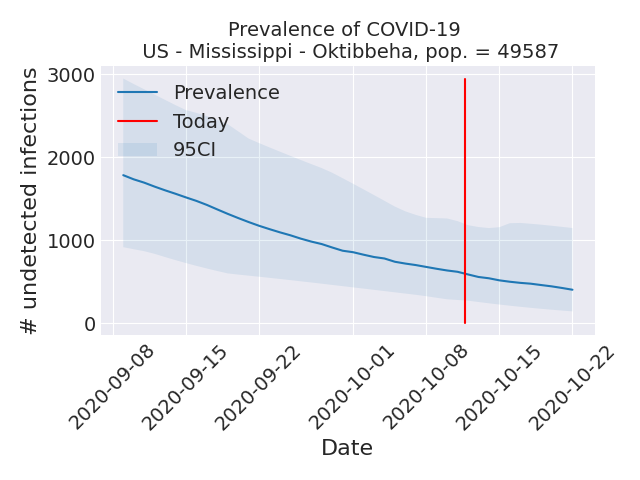 Prevalence of COVID-19
US - Mississippi - Oktibbeha, pop. = 49587
# undetected infections
3000
2000
1000
0
Prevalence
Today
95CI
2020-09-08
2020-09-15
2020-09-22
2020-10-01
2020-10-08
2020-10-15
2020-10-22
Date